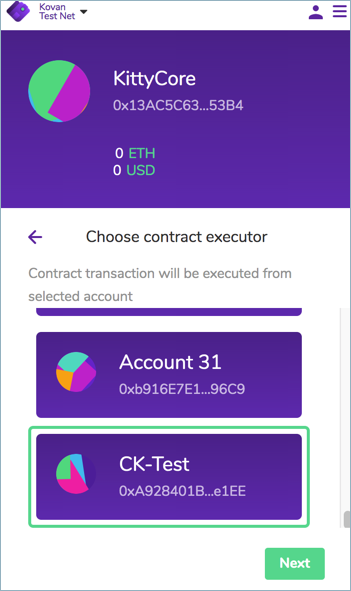 Kovan
Test Net
KittyCore
0x13AC5C63...53B4
0 ETH
0 USD
Choose contract executor
Contract transaction will be executed from
selected account
Account 31
0xb916E7E1...96C9
CK-Test
0xA928401B...e1EE
Next